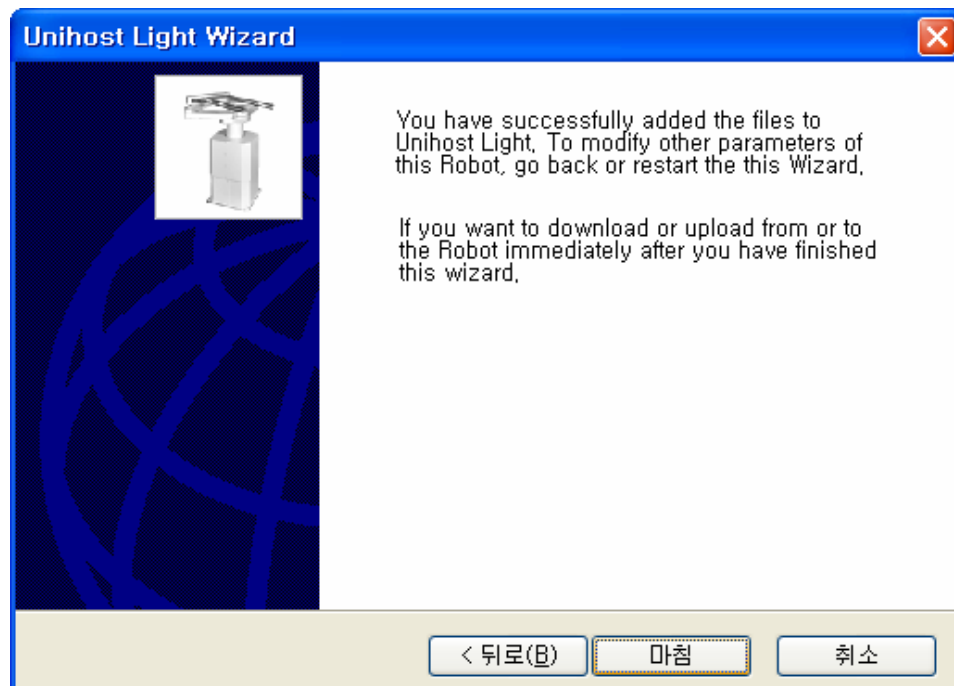 Unihost Light Wizard
You have successfully added the files to
Unihost Light, To modify other parameters of
this Robot, go back or restart the this Wizard,
If you want to download or upload from or to
the Robot immediately after you have finished
this wizard,
< 뒤로(B)
마침
취소